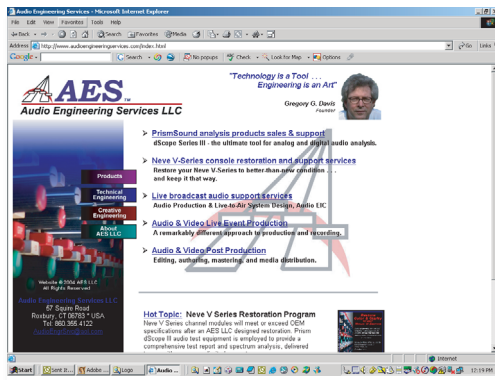 Audio Engineering Services - Microsoft Internet Explorer
File Edit View Favorites Tools Help
Back Search Favorites Media
Address http://www.audioengineeringservices.com/index.html Go Links
Google Search No popups Check Look for Map Options
"Technology is a Tool . . .
Engineering is an Art"
AES TM
Audio Engineering Services LLC
Gregory G. Davis
Founder
PrismSound analysis products sales & support
dScope Series III - the ultimate tool for analog and digital audio analysis.
Neve V-Series console restoration and support services
Restore your Neve V-Series to better-than-new condition . . .
and keep it that way.
Products
Technical
Engineering
Creative
Engineering
About
AES LLC
Live broadcast audio support services
Audio Production & Live-to-Air System Design, Audio EIC
Audio & Video Live Event Production
A remarkably different approach to production and recording.
Audio & Video Post Production
Editing, authoring, mastering, and media distribution.
Website © 2004 AES LLC
All Rights Reserved
Audio Engineering Services LLC
57 Squire Road
Roxbury, CT 06783 * USA
Tel: 860.355.4122
Hot Topic: Neve V Series Restoration Program
Neve V Series channel modules will meet or exceed OEM
specifications after an AES LLC designed restoration. Prism
dScope III audio test equipment is employed to provide a
comprehensive test report and spectrum analysis, delivered
Internet
Start Sent It... Adobe ... Logo Audio ... 12:19 PM